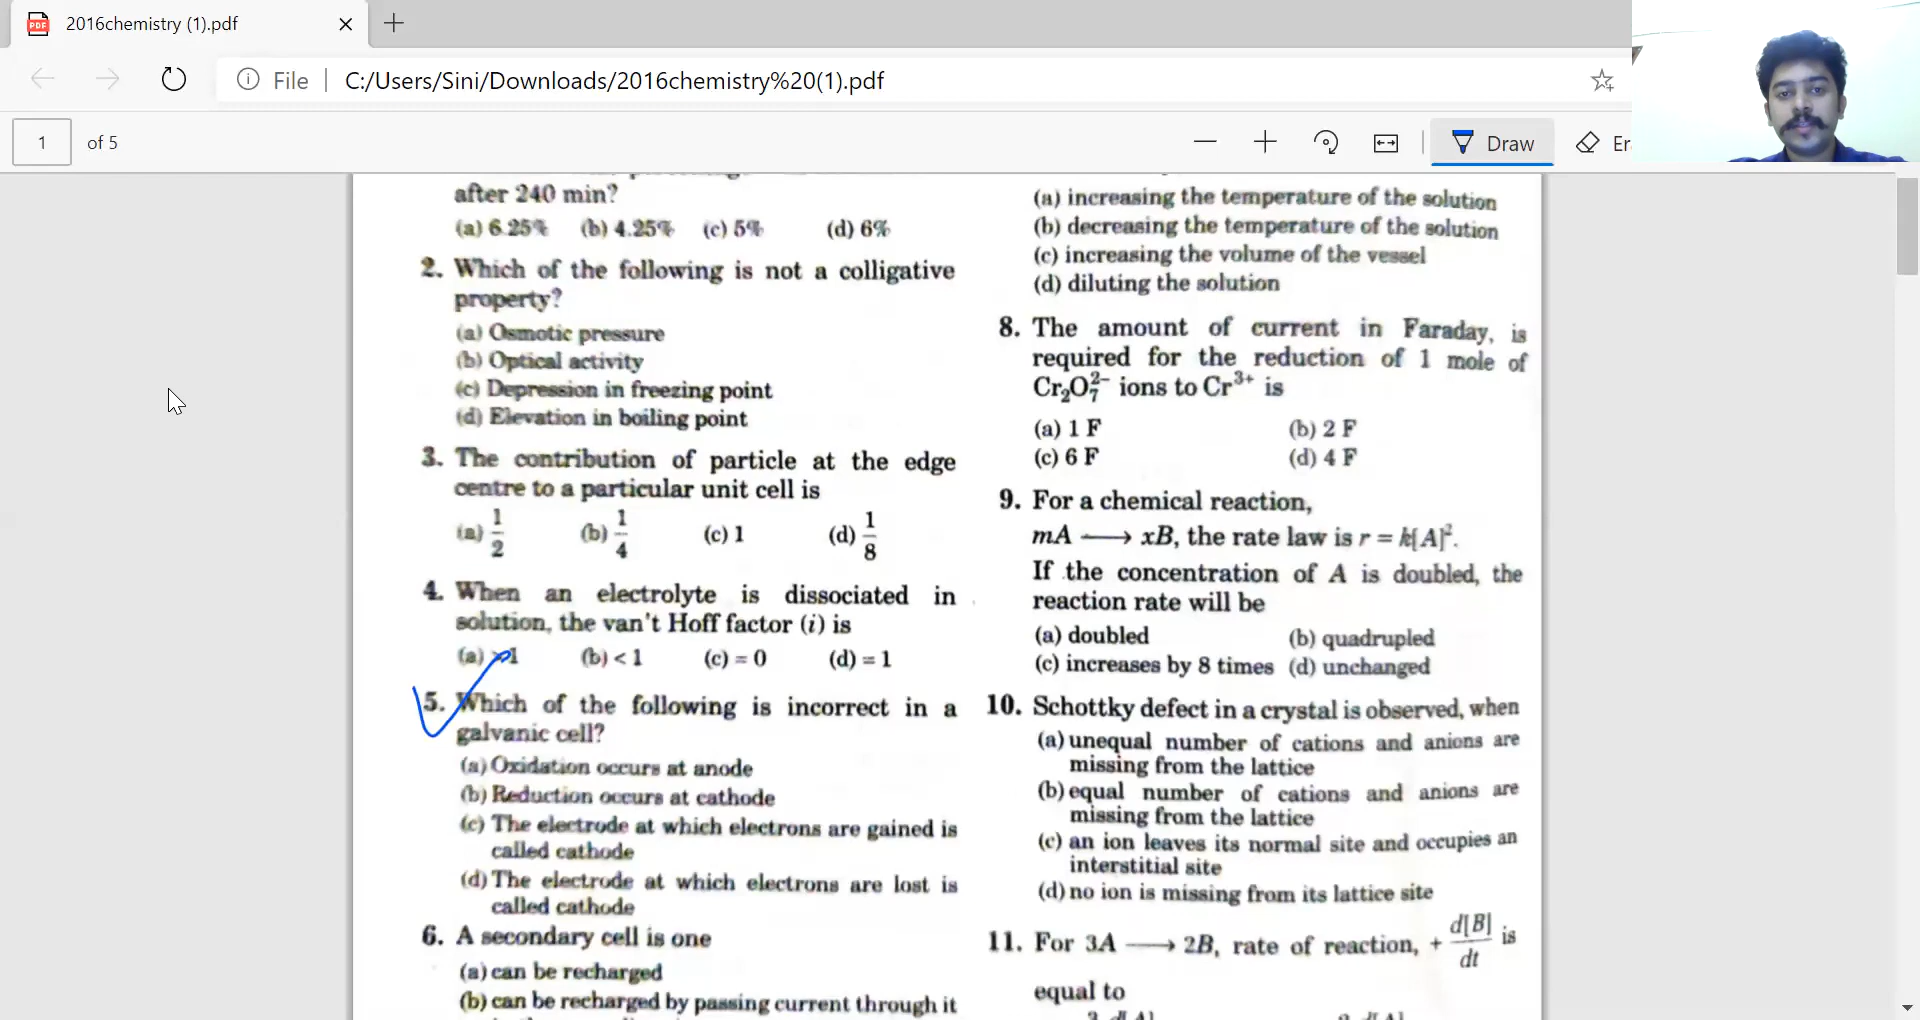 2016chemistry (1).pdf
File | C:/Users/Sini/Downloads/2016chemistry%20(1).pdf
1 of 5
Draw
Er
after 240 min?
(a) 6.25% (b) 4.25% (c) 5% (d) 6%
2. Which of the following is not a colligative
property?
(a) Osmotic pressure
(b) Optical activity
(c) Depression in freezing point
(d) Elevation in boiling point
3. The contribution of particle at the edge
centre to a particular unit cell is
(a) 1/2 (b) 1/4 (c) 1 (d) 1/8
4. When an electrolyte is dissociated in
solution, the van't Hoff factor (i) is
(a) >1 (b) < 1 (c) = 0 (d) = 1
5. Which of the following is incorrect in a
galvanic cell?
(a) Oxidation occurs at anode
(b) Reduction occurs at cathode
(c) The electrode at which electrons are gained is
called cathode
(d) The electrode at which electrons are lost is
called cathode
6. A secondary cell is one
(a) can be recharged
(b) can be recharged by passing current through it
(a) increasing the temperature of the solution
(b) decreasing the temperature of the solution
(c) increasing the volume of the vessel
(d) diluting the solution
8. The amount of current in Faraday, is
required for the reduction of 1 mole of
Cr₂O₇²⁻ ions to Cr³⁺ is
(a) 1 F (b) 2 F
(c) 6 F (d) 4 F
9. For a chemical reaction,
mA ⟶ xB, the rate law is r = k[A]².
If the concentration of A is doubled, the
reaction rate will be
(a) doubled (b) quadrupled
(c) increases by 8 times (d) unchanged
10. Schottky defect in a crystal is observed, when
(a) unequal number of cations and anions are
missing from the lattice
(b) equal number of cations and anions are
missing from the lattice
(c) an ion leaves its normal site and occupies an
interstitial site
(d) no ion is missing from its lattice site
11. For 3A ⟶ 2B, rate of reaction, + d[B]/dt is
equal to